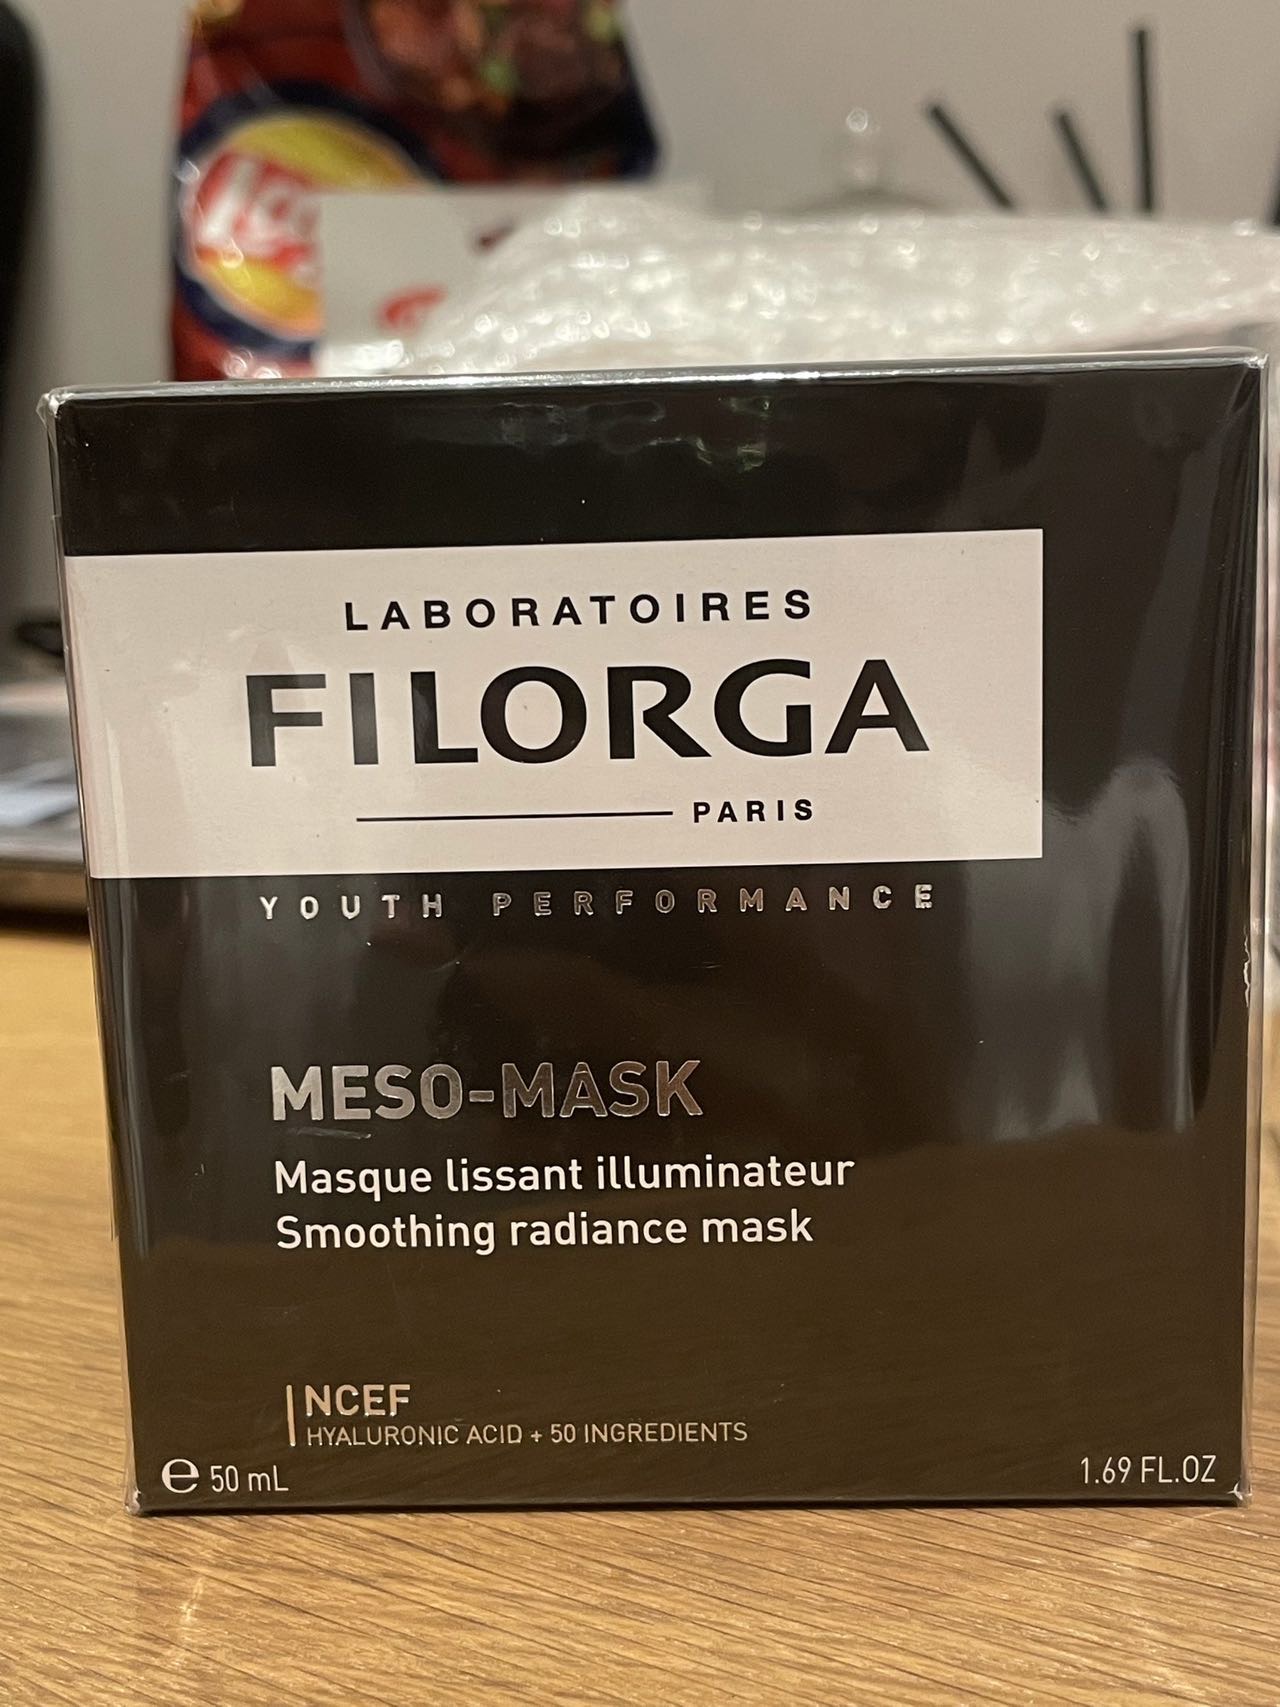 Lay's
LABORATOIRES
FILORGA
PARIS
YOUTH PERFORMANCE
MESO-MASK
Masque lissant illuminateur
Smoothing radiance mask
NCEF
HYALURONIC ACID + 50 INGREDIENTS
e 50 mL
1.69 FL.OZ